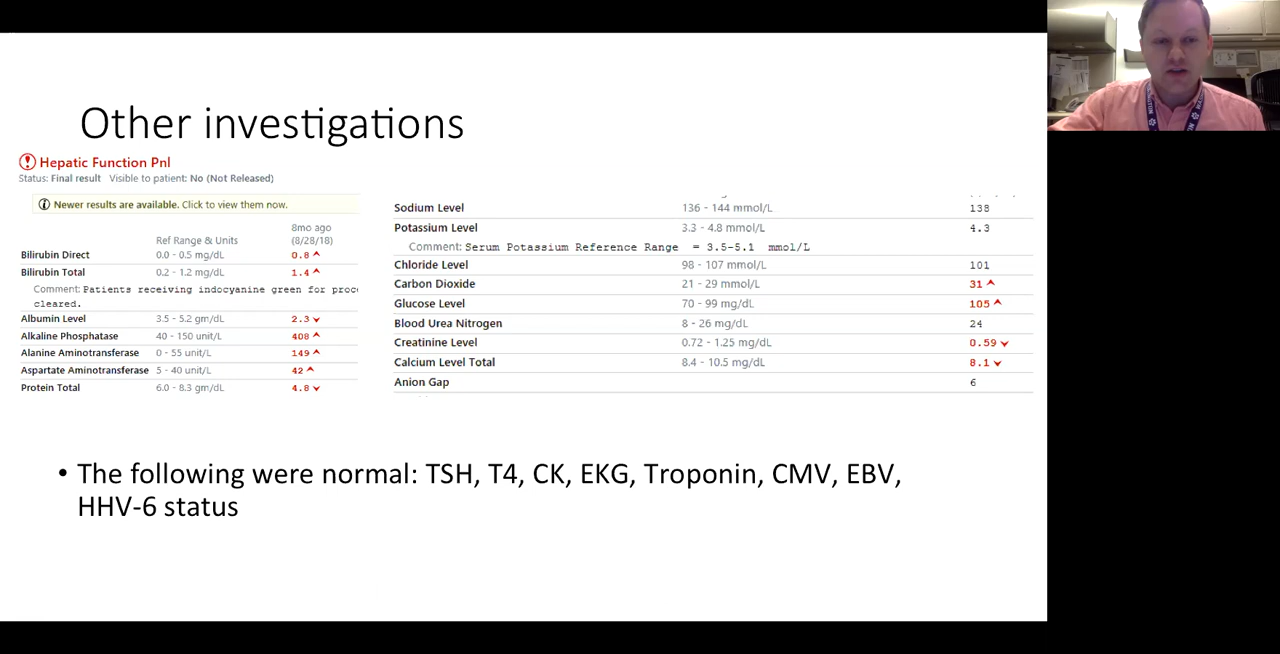 Other investigations
Hepatic Function Pnl
Status: Final result Visible to patient: No (Not Released)
Newer results are available. Click to view them now.
8mo ago
Ref Range & Units (8/28/18)
Bilirubin Direct 0.0 - 0.5 mg/dL 0.8
Bilirubin Total 0.2 - 1.2 mg/dL 1.4
Comment: Patients receiving indocyanine green for proc
cleared.
Albumin Level 3.5 - 5.2 gm/dL 2.3
Alkaline Phosphatase 40 - 150 unit/L 408
Alanine Aminotransferase 0 - 55 unit/L 149
Aspartate Aminotransferase 5 - 40 unit/L 42
Protein Total 6.0 - 8.3 gm/dL 4.8
Sodium Level 136 - 144 mmol/L 138
Potassium Level 3.3 - 4.8 mmol/L 4.3
Comment: Serum Potassium Reference Range = 3.5-5.1 mmol/L
Chloride Level 98 - 107 mmol/L 101
Carbon Dioxide 21 - 29 mmol/L 31
Glucose Level 70 - 99 mg/dL 105
Blood Urea Nitrogen 8 - 26 mg/dL 24
Creatinine Level 0.72 - 1.25 mg/dL 0.59
Calcium Level Total 8.4 - 10.5 mg/dL 8.1
Anion Gap 6
• The following were normal: TSH, T4, CK, EKG, Troponin, CMV, EBV,
HHV-6 status